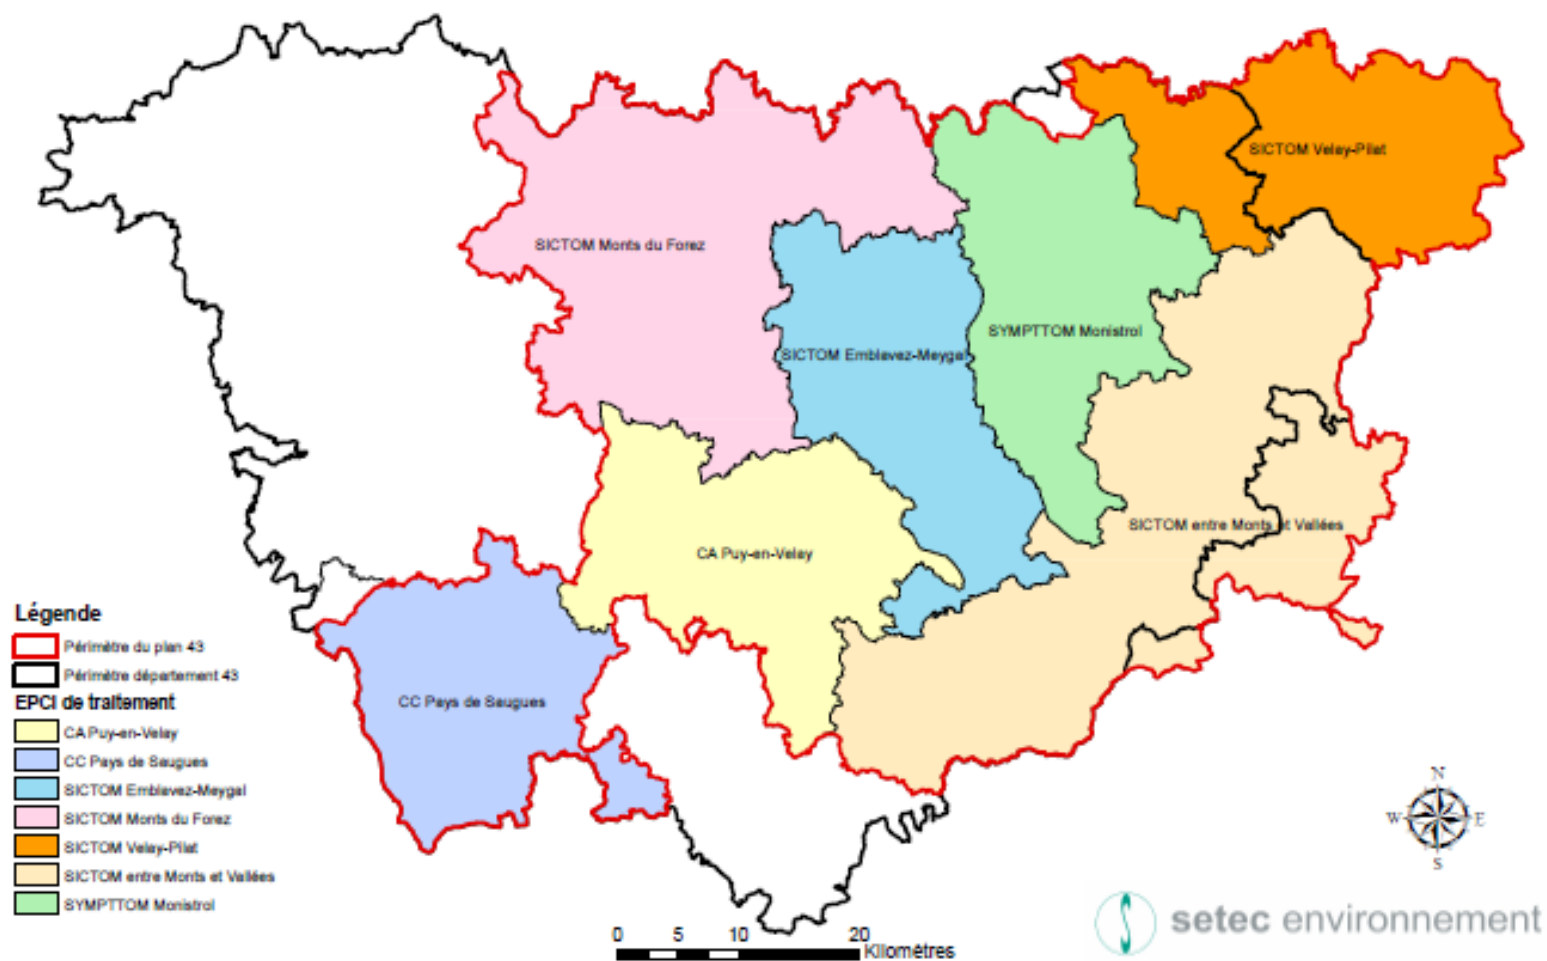 SICTOM Velay-Pilat
SICTOM Monts du Forez
SYMPTTOM Monistrol
SICTOM Emblavez-Meygal
SICTOM entre Monts et Vallées
CA Puy-en-Velay
CC Pays de Saugues
Légende
Périmètre du plan 43
Périmètre département 43
EPCI de traitement
CA Puy-en-Velay
CC Pays de Saugues
SICTOM Emblavez-Meygal
SICTOM Monts du Forez
SICTOM Velay-Pilat
SICTOM entre Monts et Vallées
SYMPTTOM Monistrol
N
W E
S
setec environnement
0 5 10 20
Kilomètres